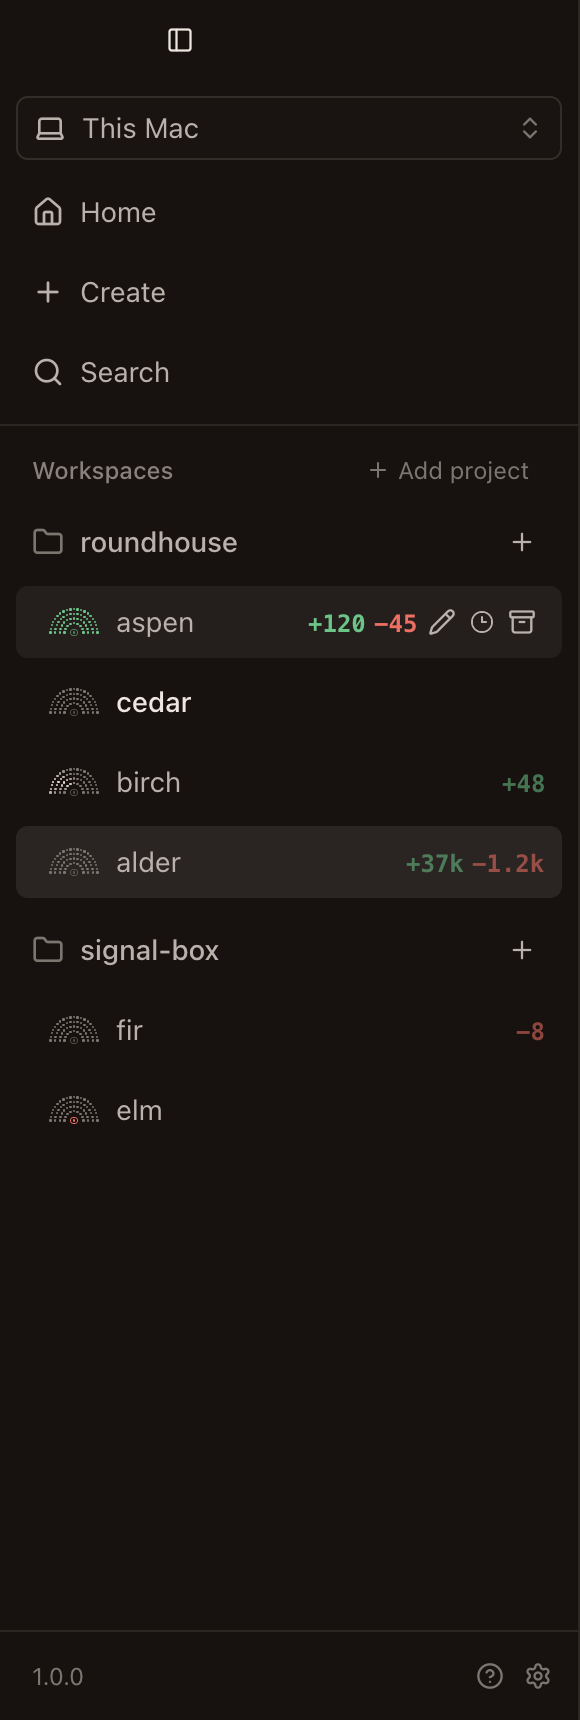 This Mac
Home
Create
Search
Workspaces + Add project
roundhouse
aspen +120 −45
cedar
birch +48
alder +37k −1.2k
signal-box
fir −8
elm
1.0.0